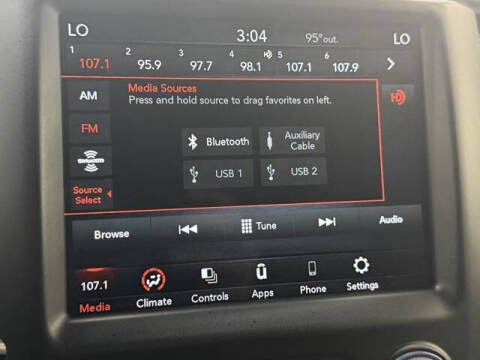 LO 3:04 95° out. LO
1 2 3 4 HD 5 6
107.1 95.9 97.7 98.1 107.1 107.9
AM
FM
SiriusXM
Source
Select
Media Sources
Press and hold source to drag favorites on left.
Bluetooth
Auxiliary
Cable
USB 1
USB 2
HD
Browse
Tune
Audio
107.1
Media
Climate
Controls
Apps
Phone
Settings